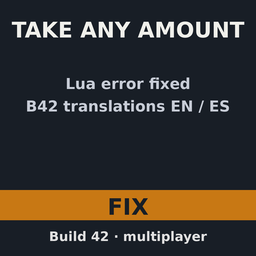 TAKE ANY AMOUNT
Lua error fixed
B42 translations EN / ES
FIX
Build 42 · multiplayer